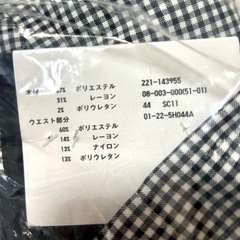 本体 67% ポリエステル
31% レーヨン
2% ポリウレタン
ウエスト部分
60% ポリエステル
14% レーヨン
13% ナイロン
13% ポリウレタン
221-143955
08-003-000(51-01)
44 SC11
01-22-5H044A